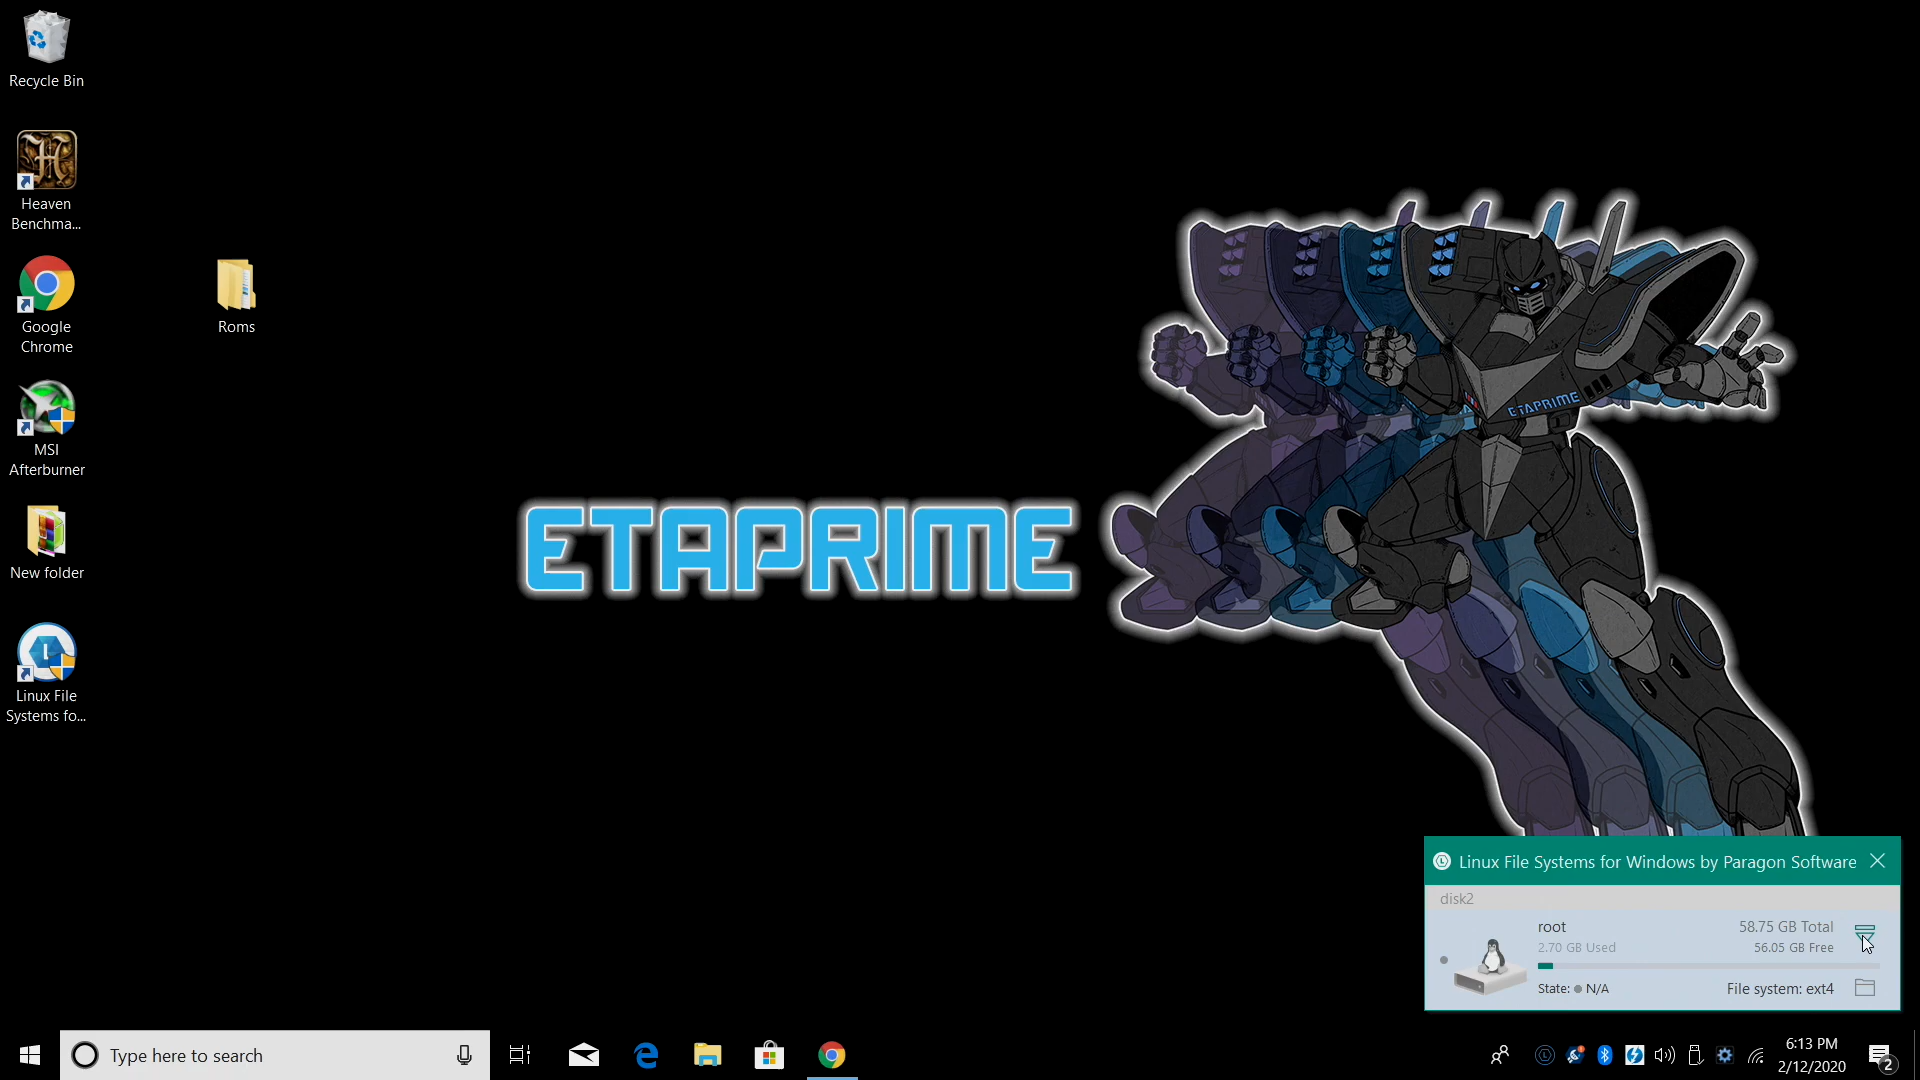 Recycle Bin
Heaven
Benchma...
Google
Chrome
Roms
MSI
Afterburner
New folder
Linux File
Systems fo...
ETAPRIME
ETAPRIME
Linux File Systems for Windows by Paragon Software
disk2
root
58.75 GB Total
2.70 GB Used
56.05 GB Free
State: N/A
File system: ext4
Type here to search
6:13 PM
2/12/2020
2